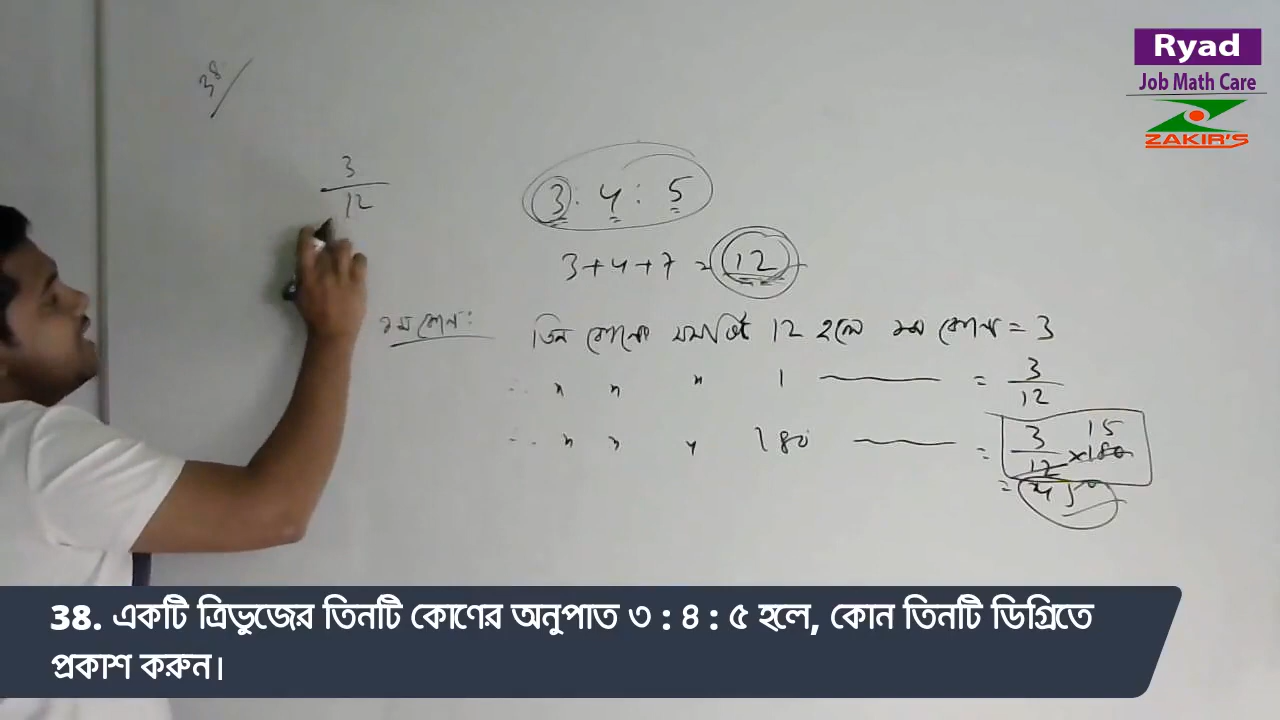 Ryad
Job Math Care
ZAKIR'S
38
3
12
3 : 4 : 5
3+4+7 = 12
১ম কোন:
তিন কোনের সমষ্টি 12 হলে ১ম কোন = 3
∴ " " " 1 = 3/12
∴ " " " 180 = 3/12 × 180 15
= 45°
38. একটি ত্রিভুজের তিনটি কোণের অনুপাত ৩ : ৪ : ৫ হলে, কোন তিনটি ডিগ্রিতে
প্রকাশ করুন।